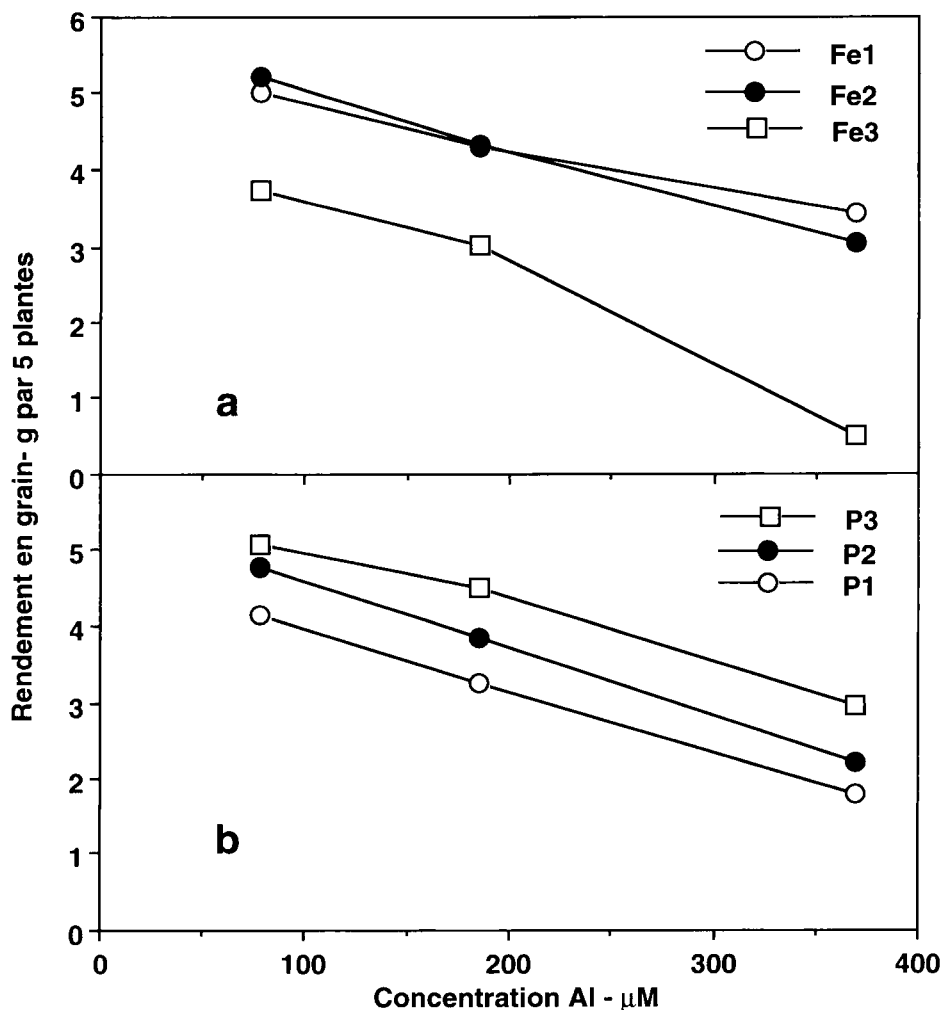 6
5
4
3
2
1
0
Fe1
Fe2
Fe3
a
Rendement en grain- g par 5 plantes
5
4
3
2
1
0
P3
P2
P1
b
0 100 200 300 400
Concentration Al - µM